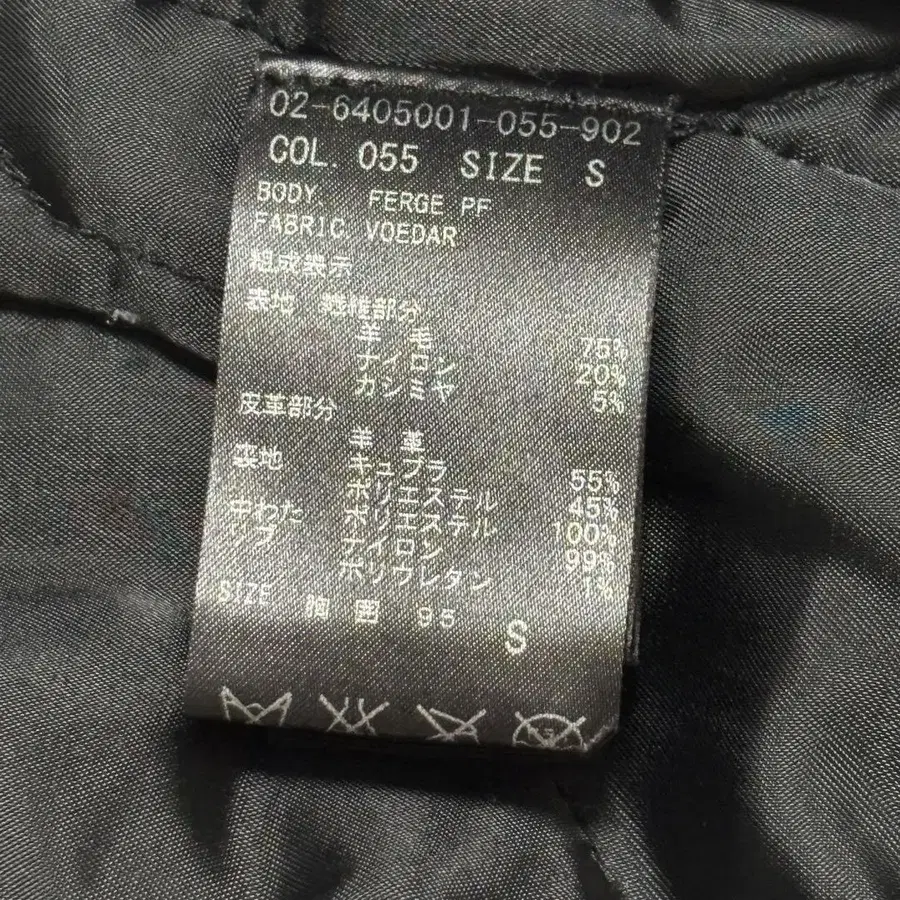 02-6405001-055-902
COL. 055 SIZE S
BODY. FERGE PF
FABRIC VOEDAR
組成表示
表地 繊維部分
羊 毛 75%
ナイロン 20%
カシミヤ 5%
皮革部分
羊 革
裏地 キュプラ 55%
ポリエステル 45%
中わた ポリエステル 100%
ナイロン 99%
ポリウレタン 1%
SIZE 胸 囲 95 S